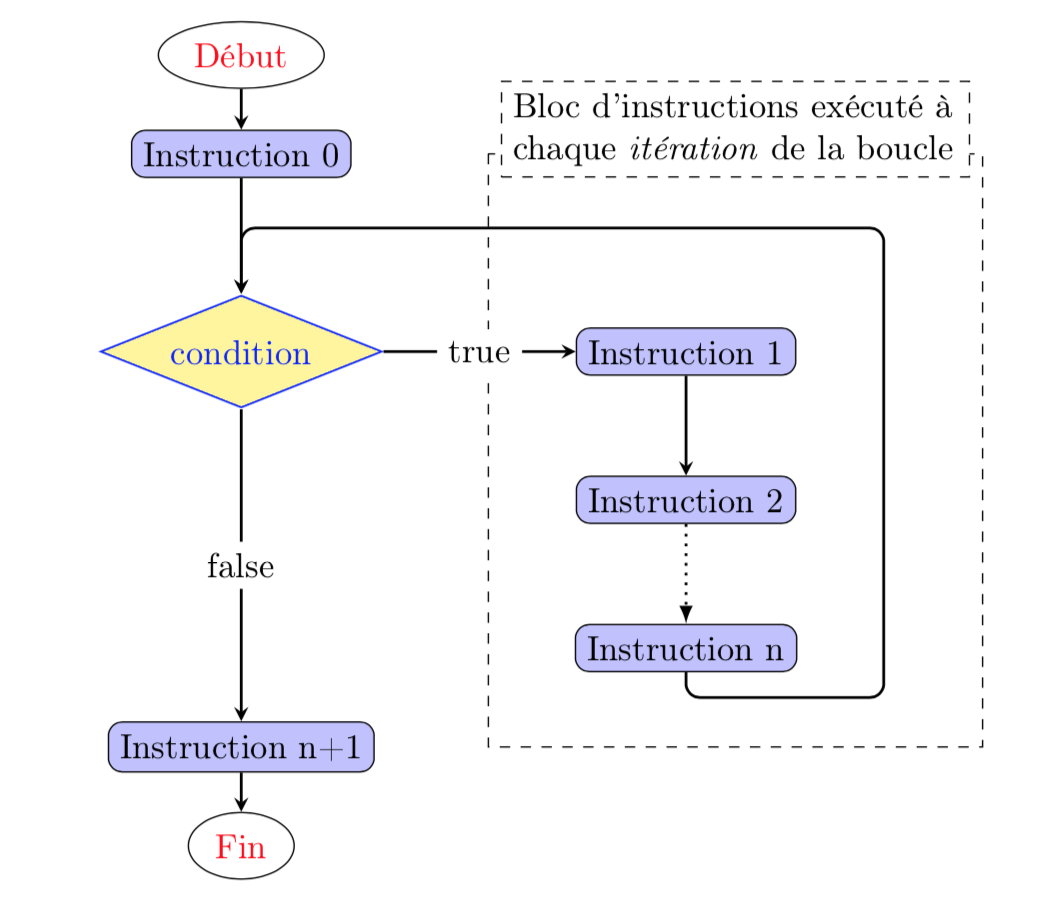 Début
Instruction 0
Bloc d'instructions exécuté à
chaque itération de la boucle
condition
true
Instruction 1
Instruction 2
false
Instruction n
Instruction n+1
Fin